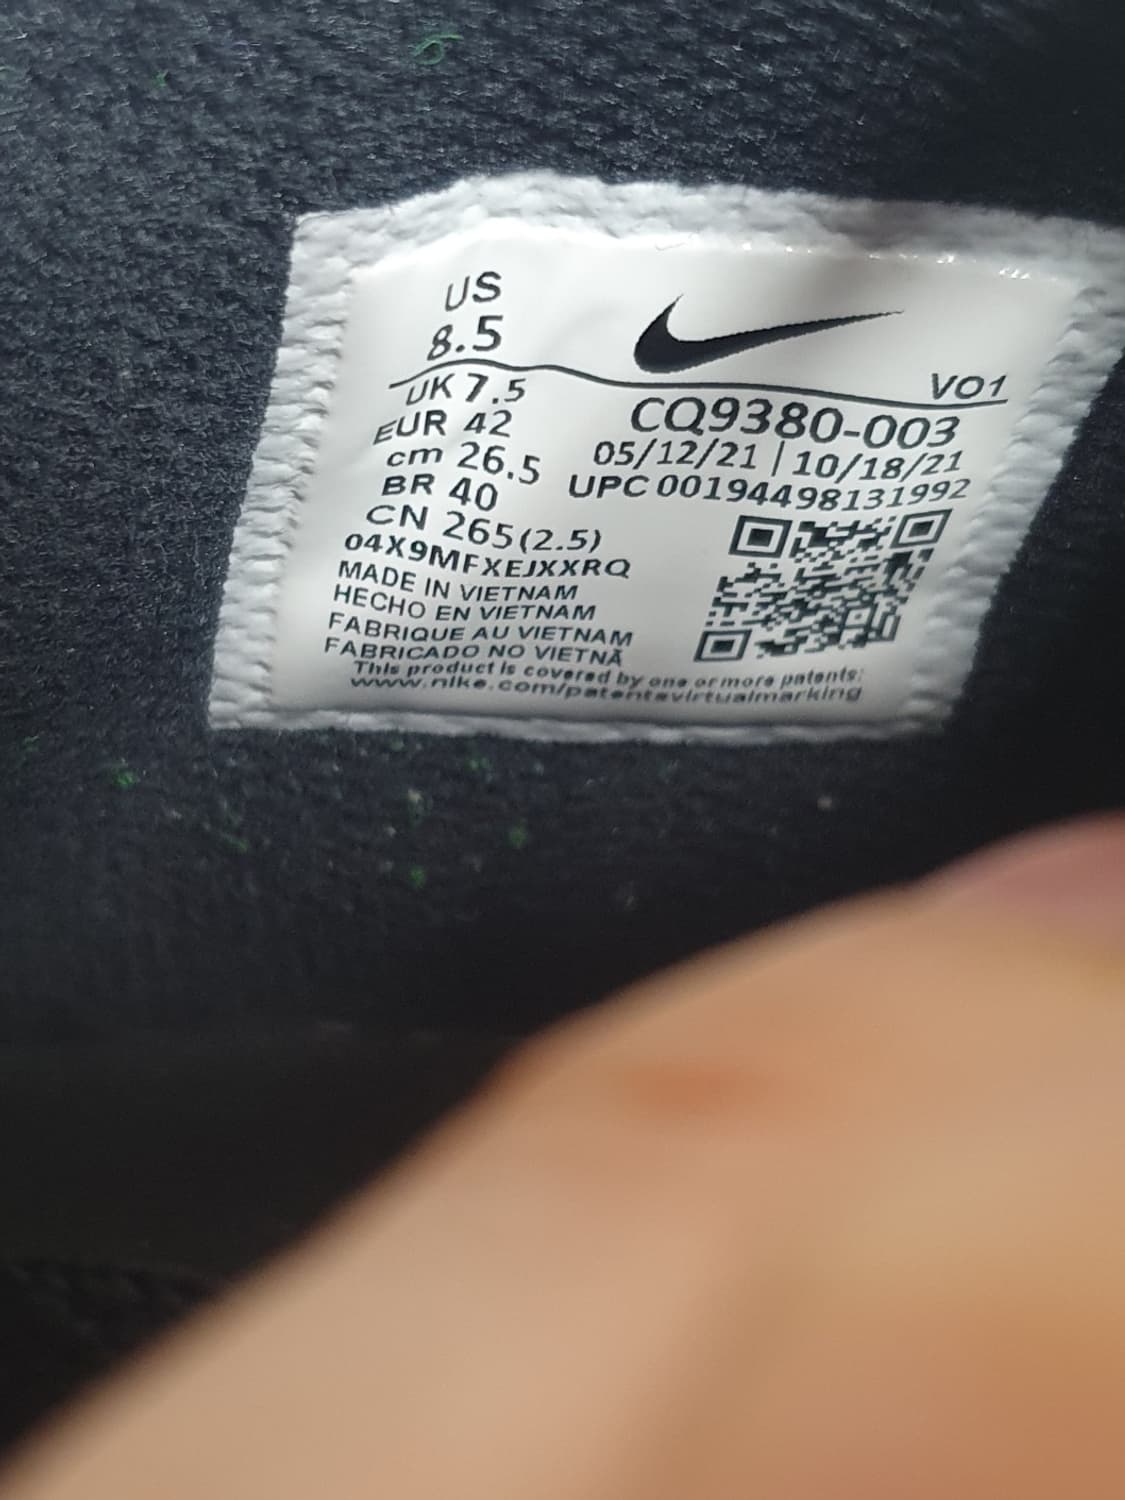 US
8.5
UK 7.5
EUR 42
cm 26.5
BR 40
CN 265(2.5)
04X9MFXEJXXRQ
MADE IN VIETNAM
HECHO EN VIETNAM
FABRIQUE AU VIETNAM
FABRICADO NO VIETNÃ
VO1
CQ9380-003
05/12/21 | 10/18/21
UPC 00194498131992
This product is covered by one or more patents:
www.nike.com/patentsvirtualmarking